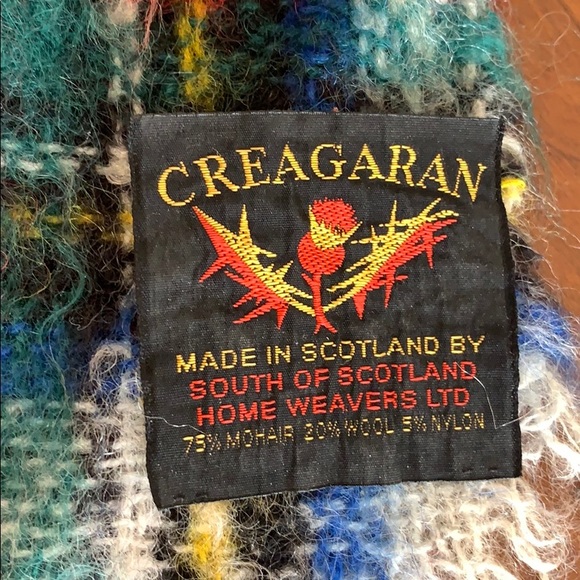 CREAGARAN
MADE IN SCOTLAND BY
SOUTH OF SCOTLAND
HOME WEAVERS LTD
75% MOHAIR 20% WOOL 5% NYLON